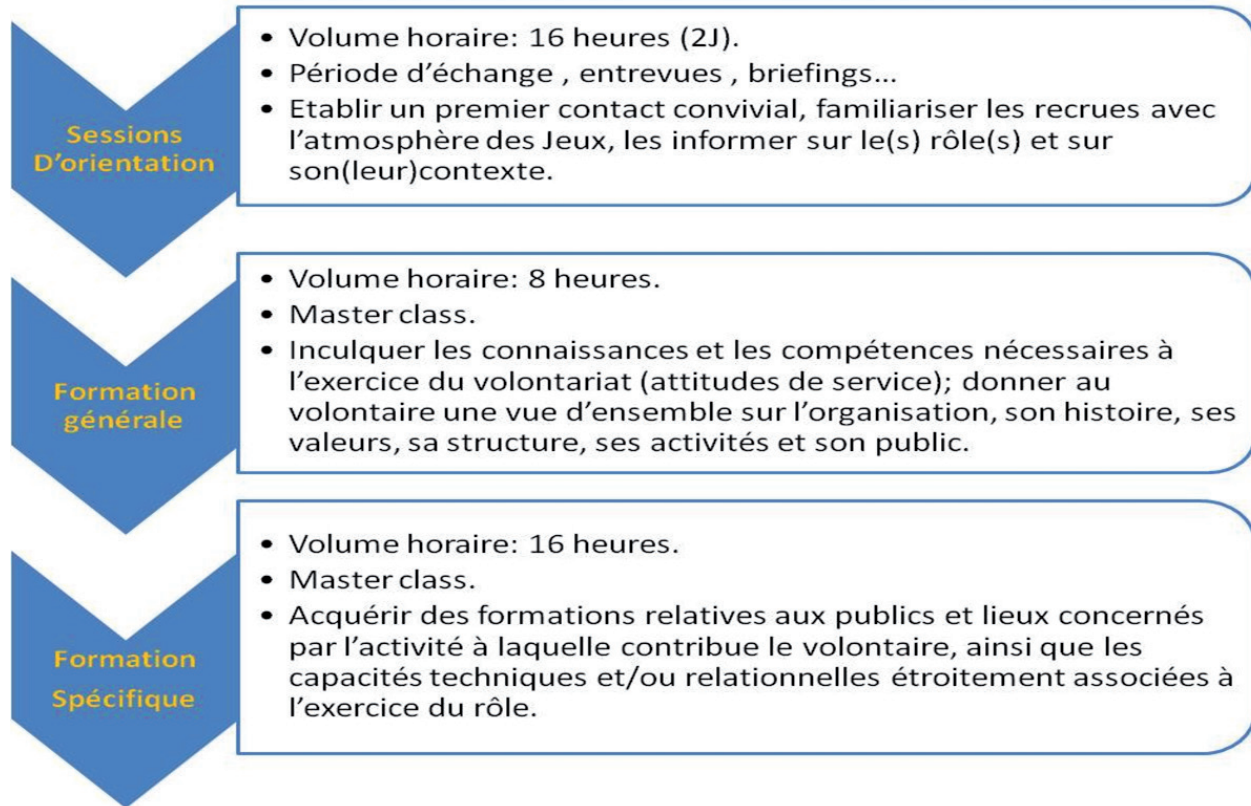 Sessions
D'orientation
• Volume horaire: 16 heures (2J).
• Période d'échange , entrevues , briefings...
• Etablir un premier contact convivial, familiariser les recrues avec
l'atmosphère des Jeux, les informer sur le(s) rôle(s) et sur
son(leur)contexte.
Formation
générale
• Volume horaire: 8 heures.
• Master class.
• Inculquer les connaissances et les compétences nécessaires à
l'exercice du volontariat (attitudes de service); donner au
volontaire une vue d'ensemble sur l'organisation, son histoire, ses
valeurs, sa structure, ses activités et son public.
Formation
Spécifique
• Volume horaire: 16 heures.
• Master class.
• Acquérir des formations relatives aux publics et lieux concernés
par l'activité à laquelle contribue le volontaire, ainsi que les
capacités techniques et/ou relationnelles étroitement associées à
l'exercice du rôle.